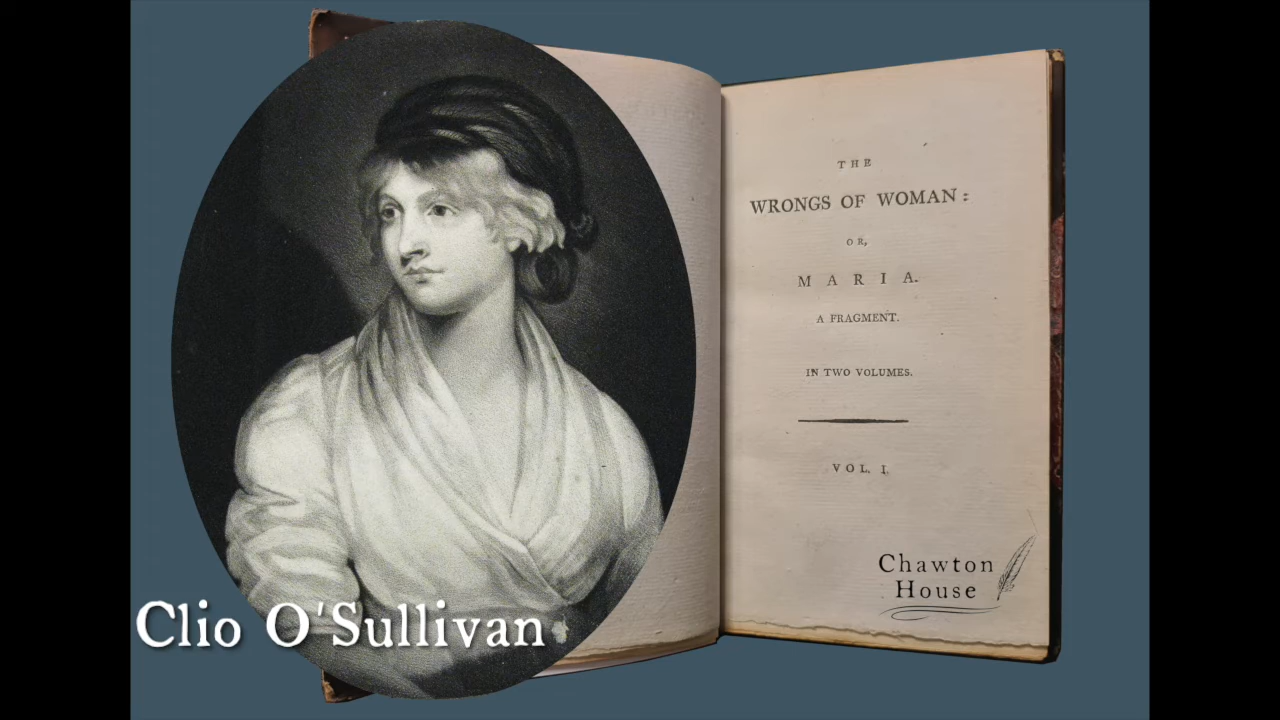 THE
WRONGS OF WOMAN:
OR,
MARIA.
A FRAGMENT.
IN TWO VOLUMES.
VOL. I.
Chawton
House
Clio O'Sullivan